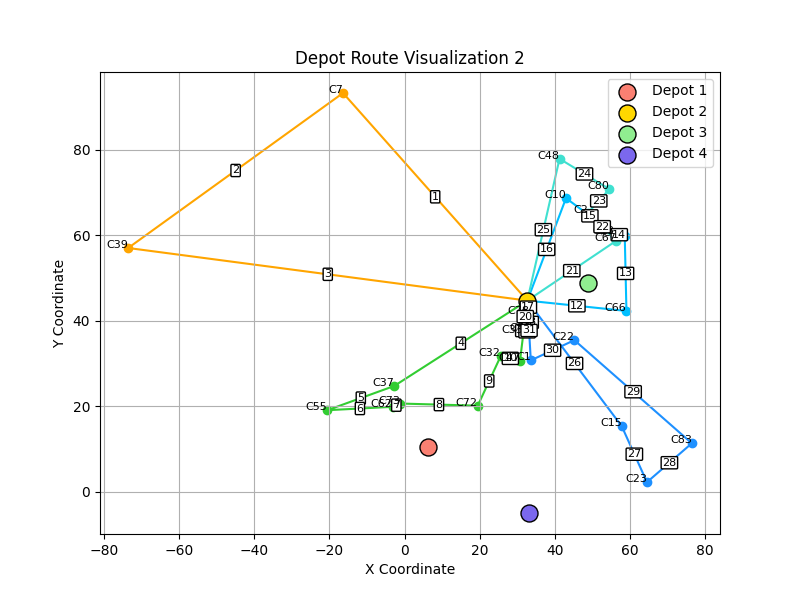 Depot Route Visualization 2
Depot 1
Depot 2
Depot 3
Depot 4
Y Coordinate
80
60
40
20
0
−80
−60
−40
−20
0
20
40
60
80
X Coordinate
C7
C48
2
24
C80
1
C10
23
C2
15
25
22
14
C39
16
3
21
13
12
C66
17
20
31
C22
4
C32
30
C1
26
C37
9
29
5
C55
6
7
8
C72
C15
C83
27
28
C23